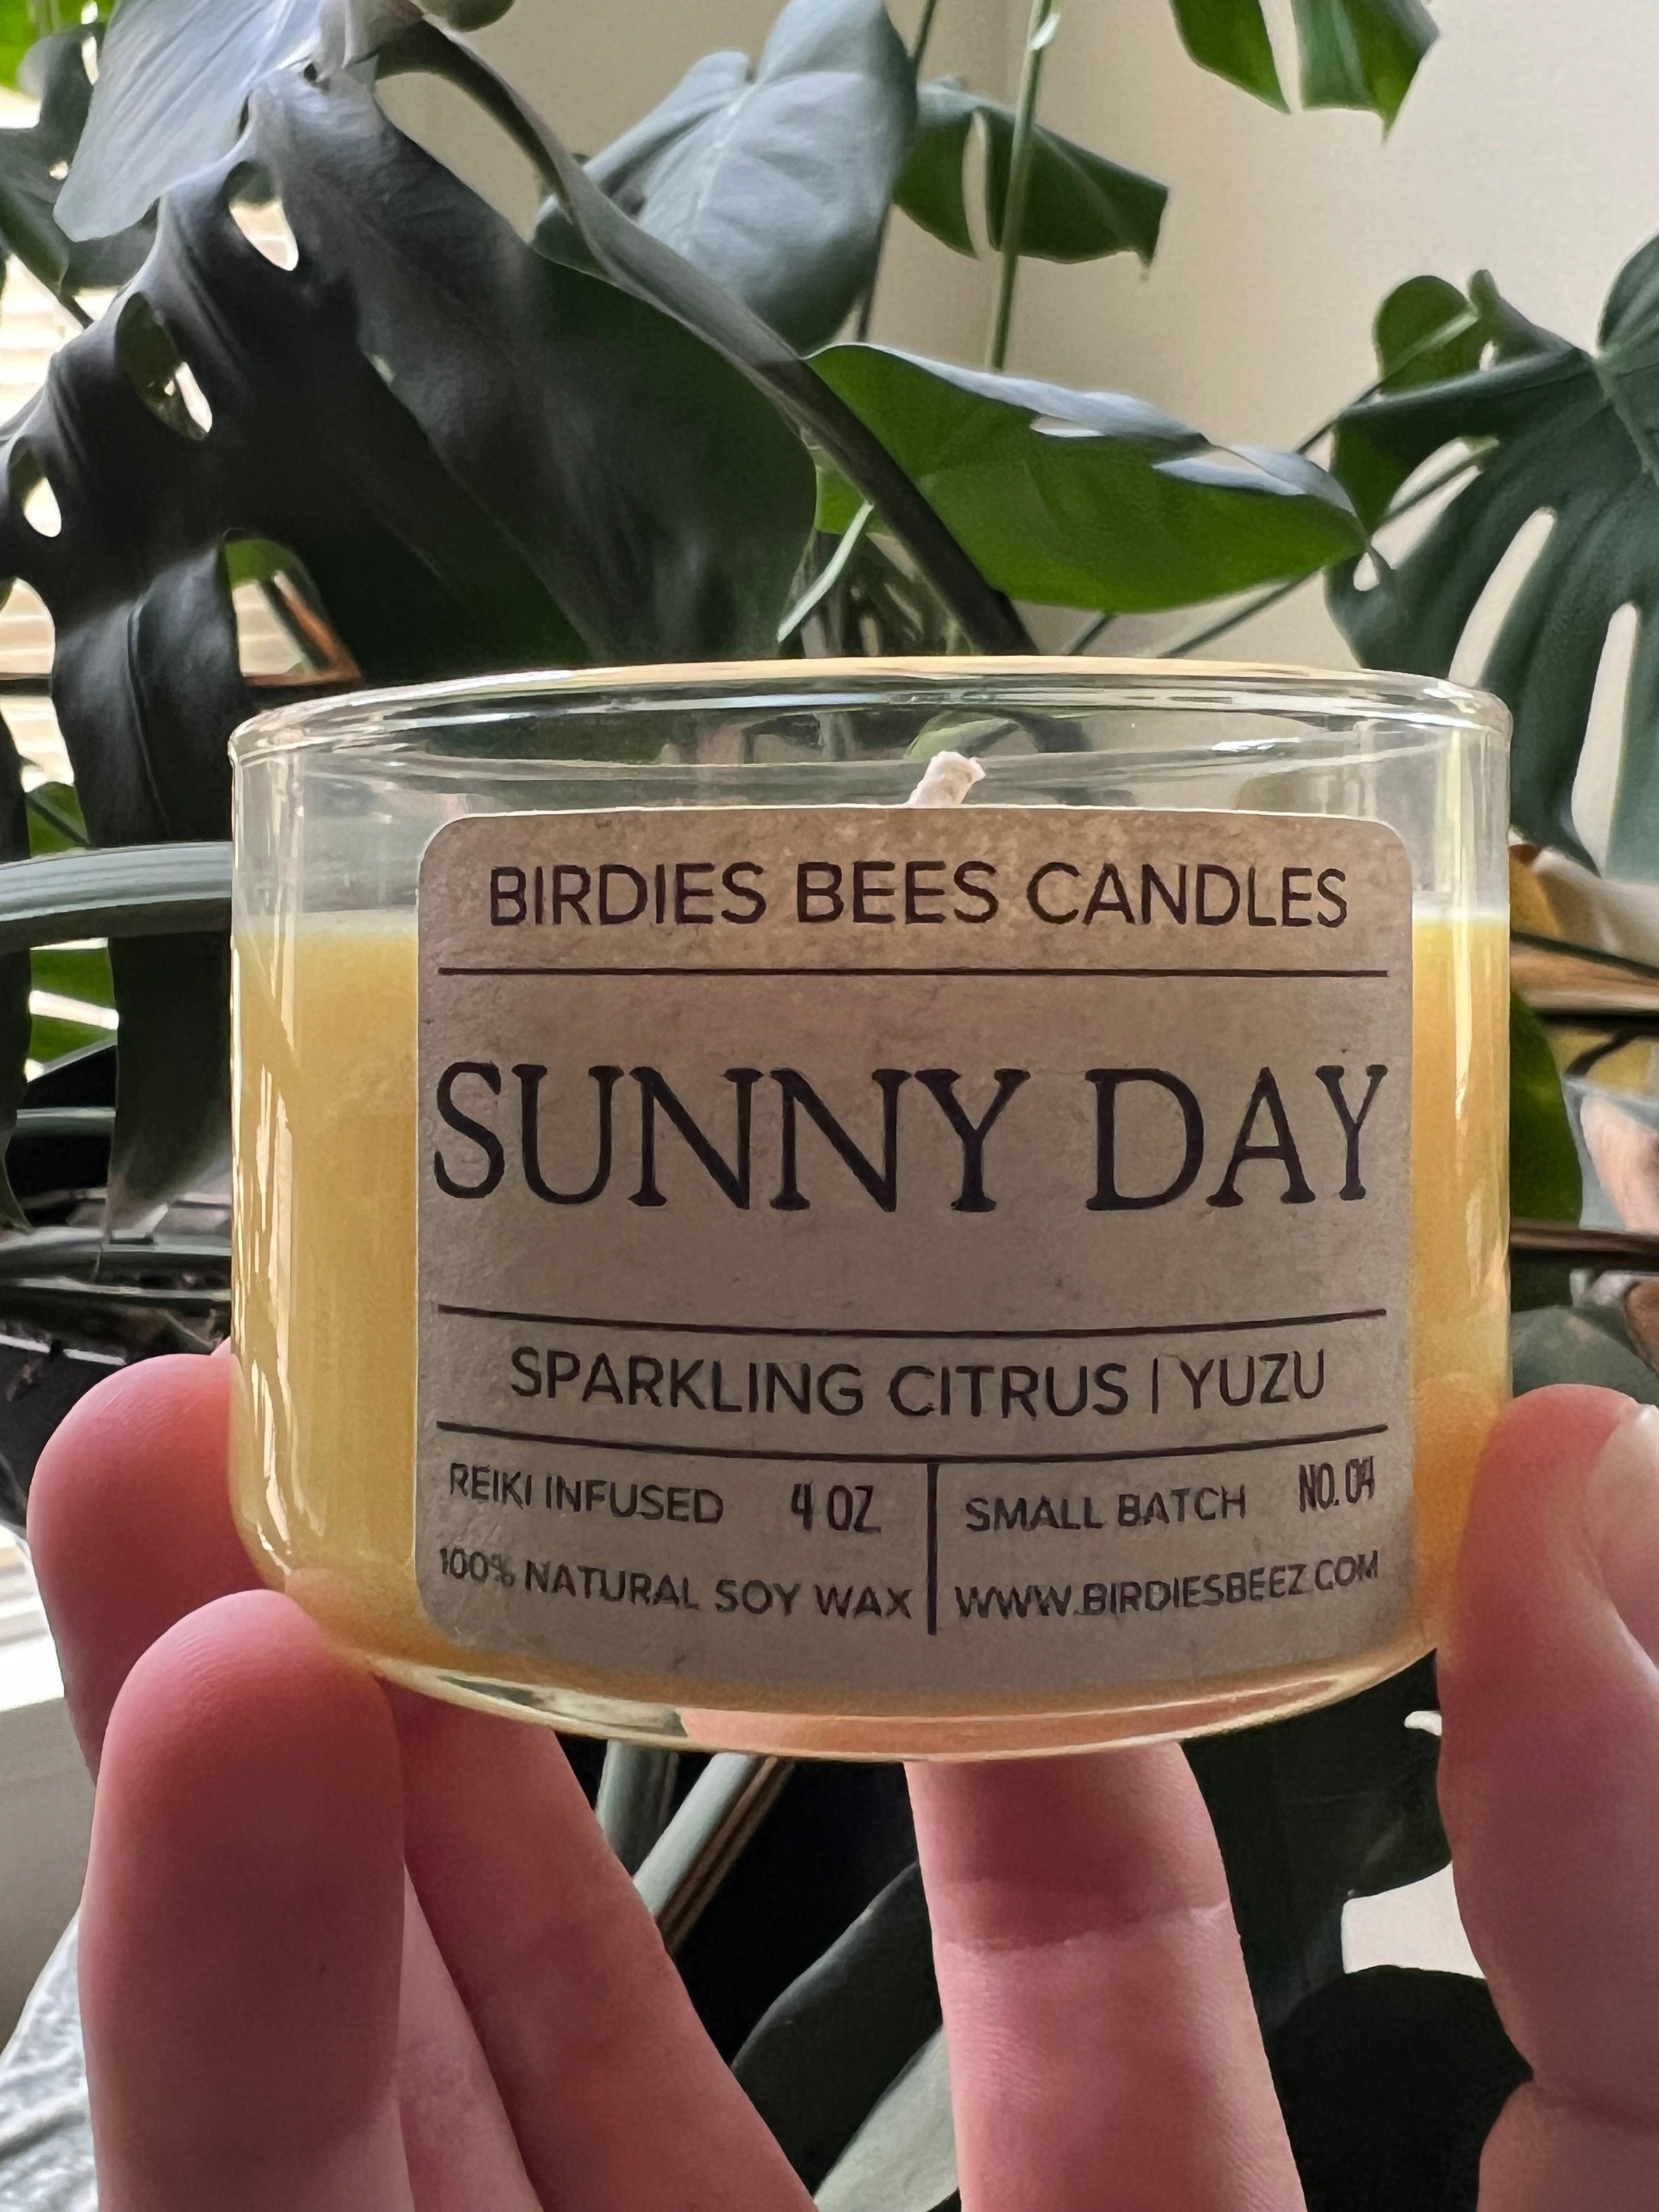 BIRDIES BEES CANDLES
SUNNY DAY
SPARKLING CITRUS | YUZU
REIKI INFUSED 4 OZ
100% NATURAL SOY WAX
SMALL BATCH NO. 04
WWW.BIRDIESBEEZ.COM